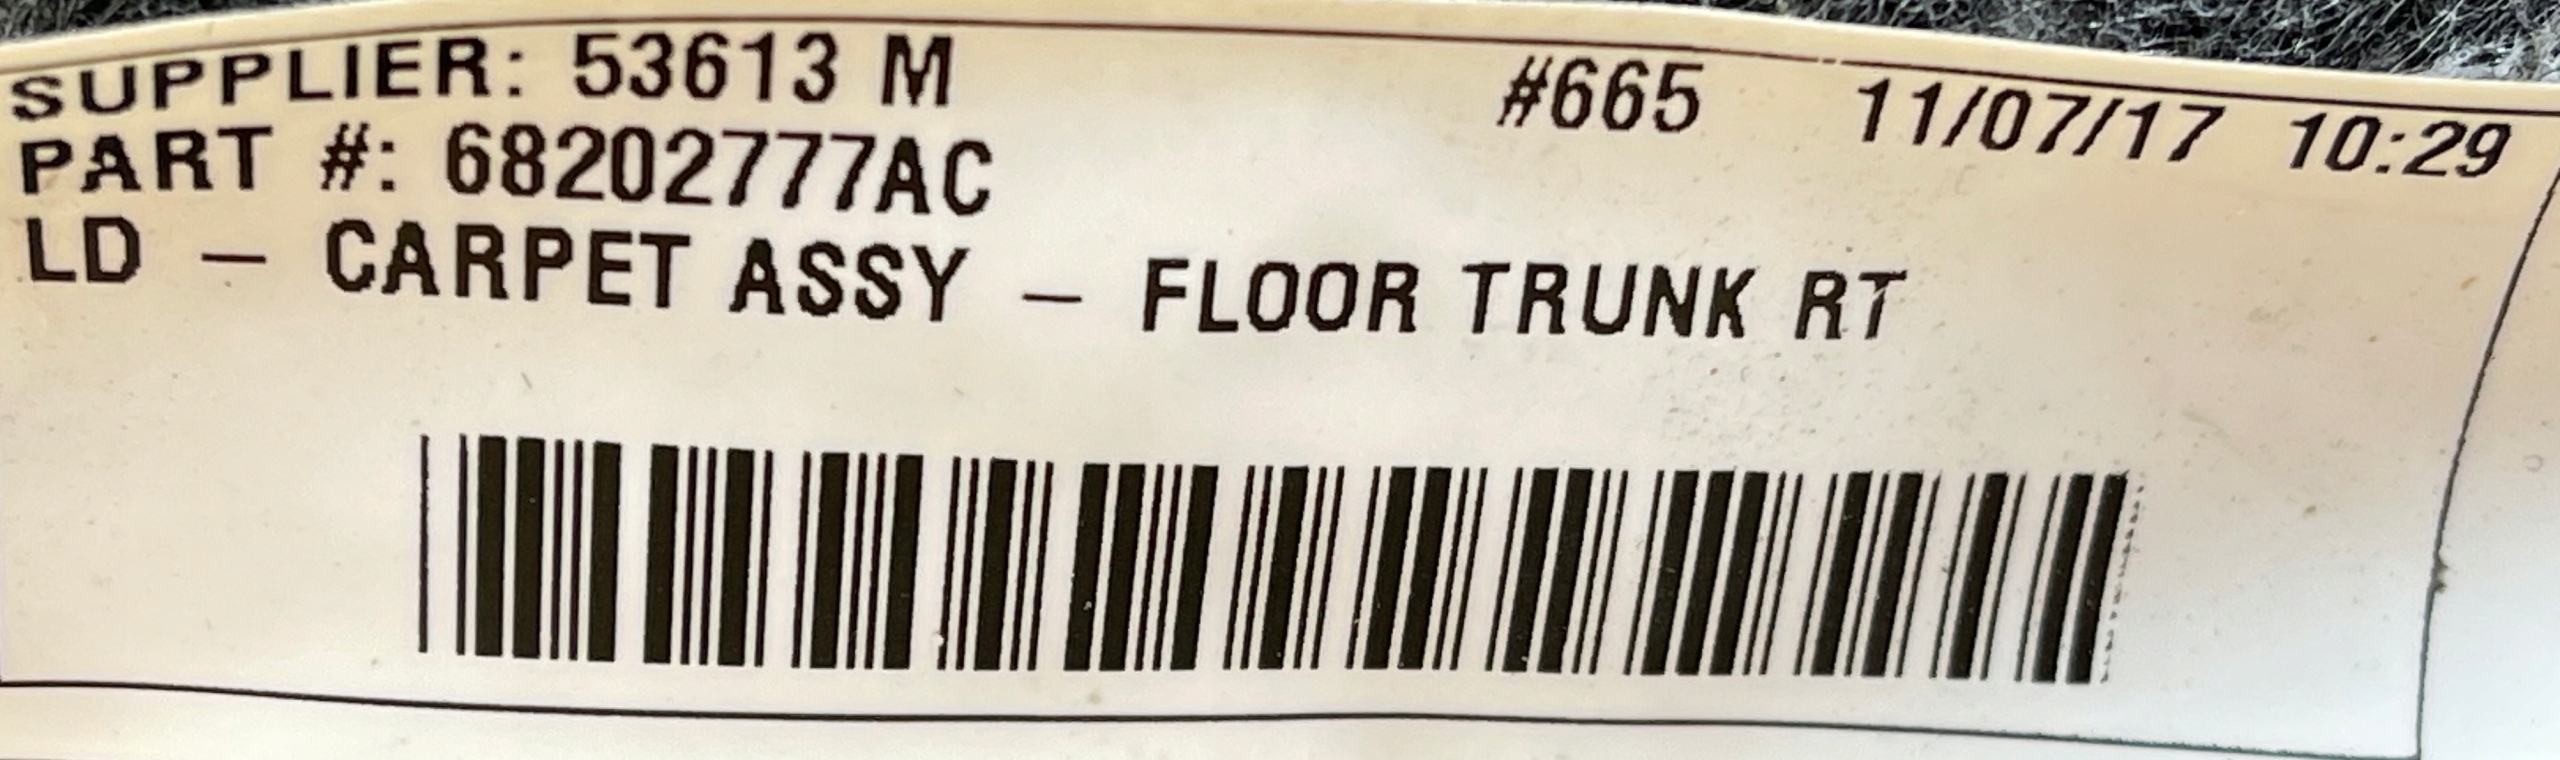 SUPPLIER: 53613 M #665 11/07/17 10:29
PART #: 68202777AC
LD – CARPET ASSY – FLOOR TRUNK RT